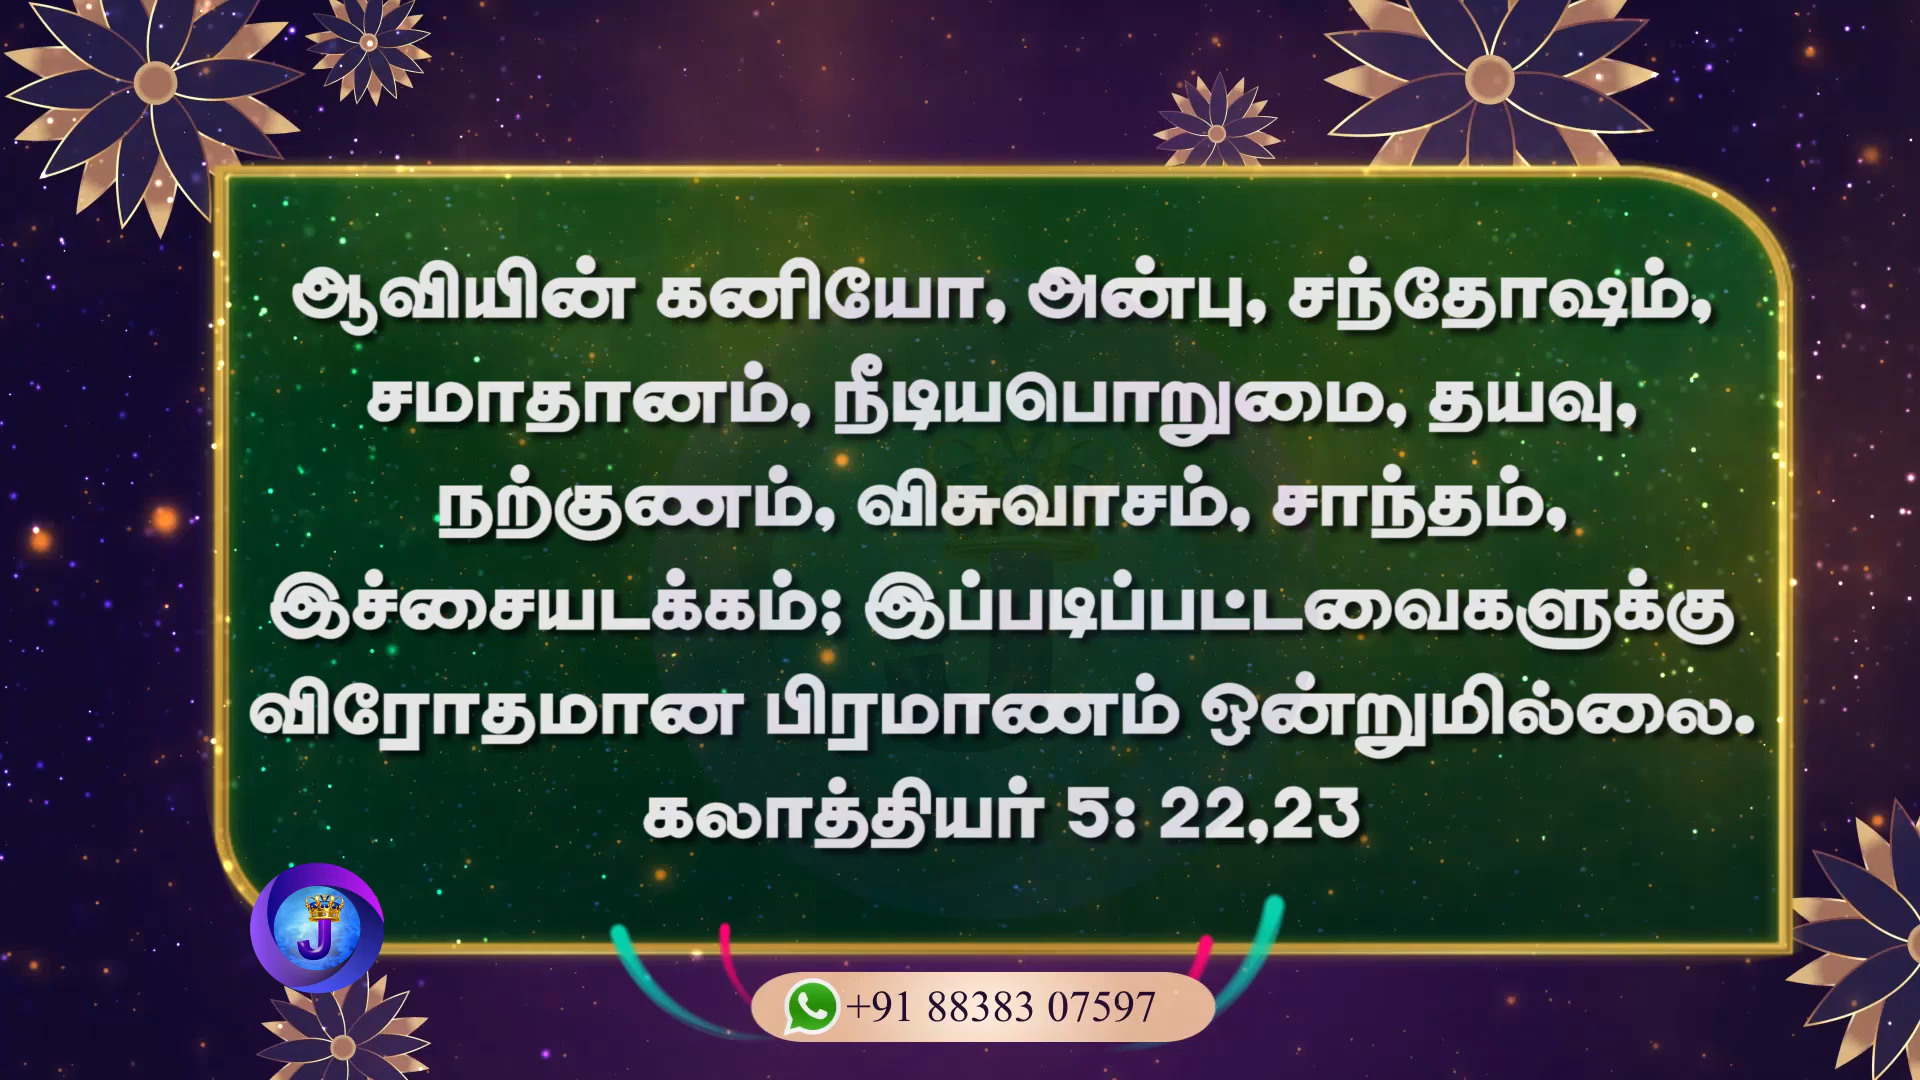 ஆவியின் கனியோ, அன்பு, சந்தோஷம்,
சமாதானம், நீடியபொறுமை, தயவு,
நற்குணம், விசுவாசம், சாந்தம்,
இச்சையடக்கம்; இப்படிப்பட்டவைகளுக்கு
விரோதமான பிரமாணம் ஒன்றுமில்லை.
கலாத்தியர் 5: 22,23
J
+91 88383 07597